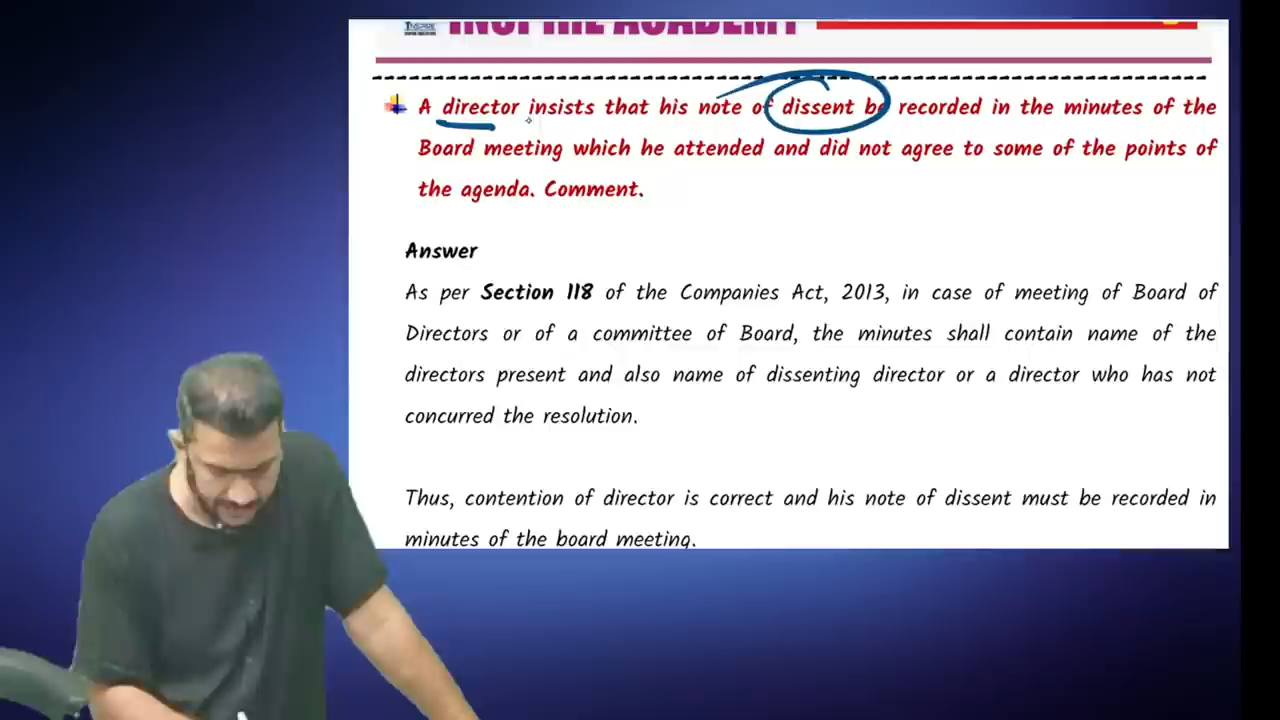 INSPIRE ACADEMY
A director insists that his note of dissent be recorded in the minutes of the
Board meeting which he attended and did not agree to some of the points of
the agenda. Comment.
Answer
As per Section 118 of the Companies Act, 2013, in case of meeting of Board of
Directors or of a committee of Board, the minutes shall contain name of the
directors present and also name of dissenting director or a director who has not
concurred the resolution.
Thus, contention of director is correct and his note of dissent must be recorded in
minutes of the board meeting.